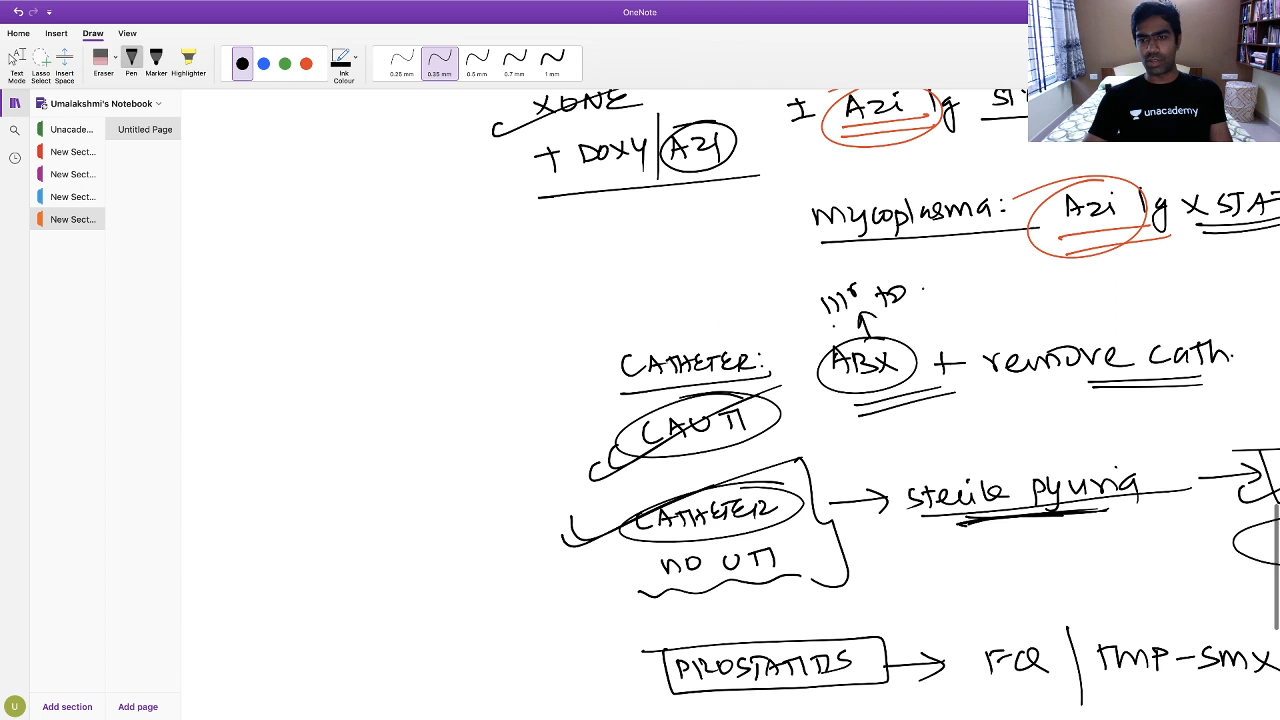 OneNote
Home Insert Draw View
Text Mode
Lasso Select
Insert Space
Eraser
Pen
Marker
Highlighter
Ink Colour
0.25 mm
0.35 mm
0.5 mm
0.7 mm
1 mm
unacademy
Umalakshmi's Notebook
Unacade...
New Sect...
New Sect...
New Sect...
New Sect...
Untitled Page
XONE
+ DOXY | AZI
± Azi 1g
Mycoplasma: Azi 1g x STAT
to
CATHETER: ABX + remove cath.
CAUTI
CATHETER → sterile pyuria →
NO UTI
PROSTATITIS → FQ | TMP-SMX
U
Add section Add page